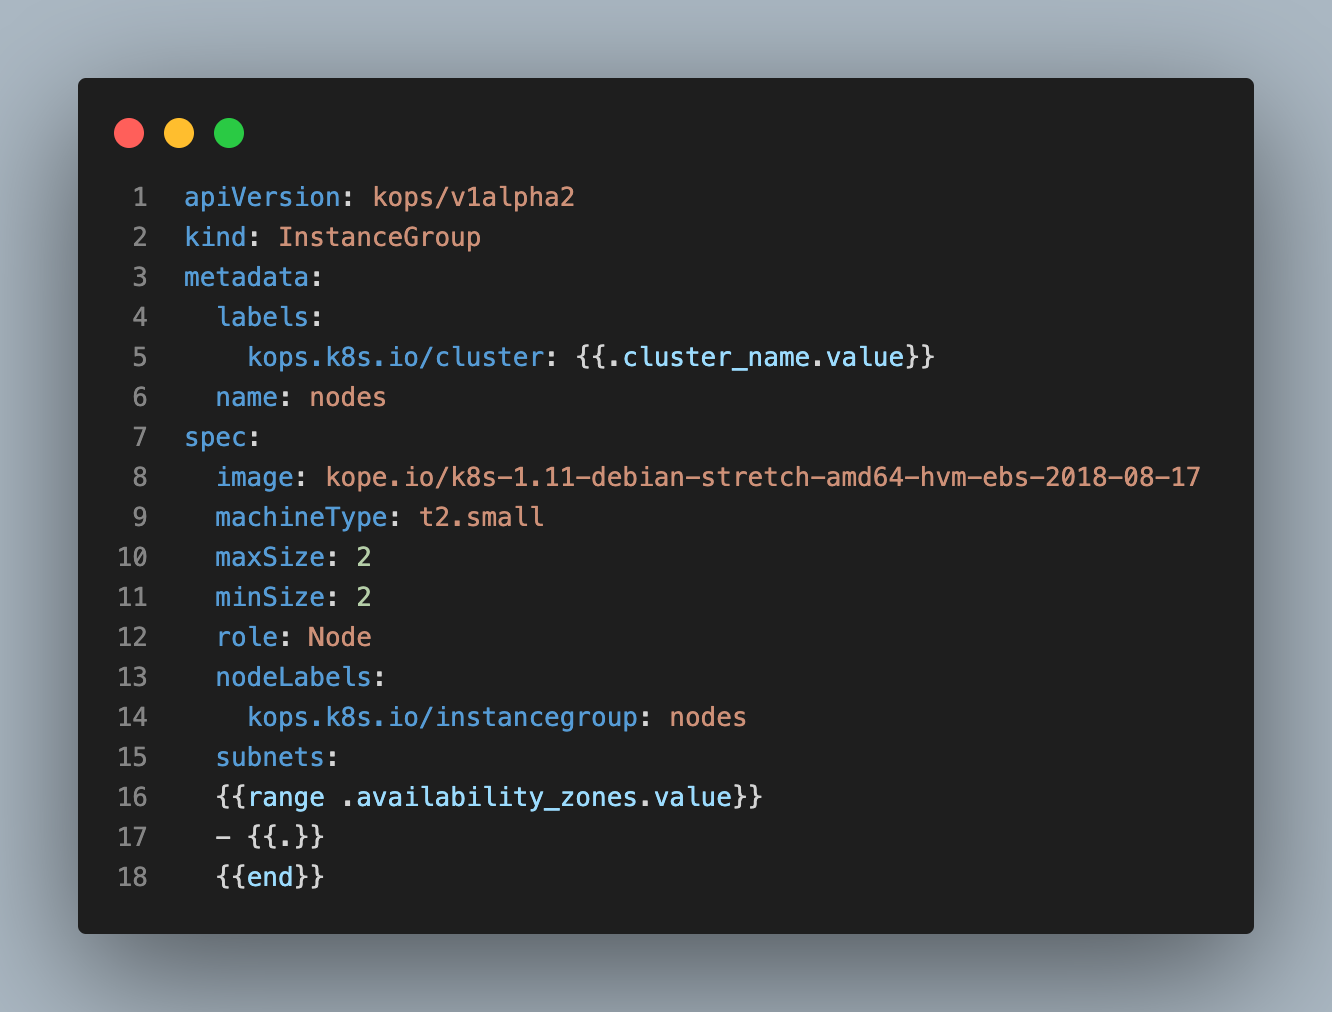 1 apiVersion: kops/v1alpha2
2 kind: InstanceGroup
3 metadata:
4   labels:
5     kops.k8s.io/cluster: {{.cluster_name.value}}
6   name: nodes
7 spec:
8   image: kope.io/k8s-1.11-debian-stretch-amd64-hvm-ebs-2018-08-17
9   machineType: t2.small
10   maxSize: 2
11   minSize: 2
12   role: Node
13   nodeLabels:
14     kops.k8s.io/instancegroup: nodes
15   subnets:
16   {{range .availability_zones.value}}
17   - {{.}}
18   {{end}}